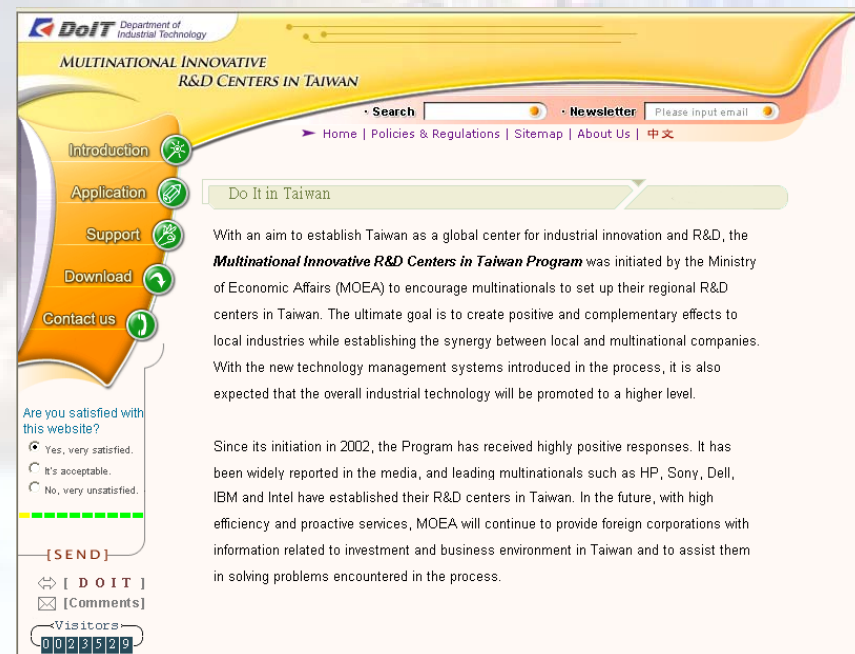 DoIT Department of
Industrial Technology
MULTINATIONAL INNOVATIVE
R&D CENTERS IN TAIWAN
· Search · Newsletter Please input email
Home | Policies & Regulations | Sitemap | About Us | 中文
Introduction
Application
Support
Download
Contact us
Do It in Taiwan
With an aim to establish Taiwan as a global center for industrial innovation and R&D, the
Multinational Innovative R&D Centers in Taiwan Program was initiated by the Ministry
of Economic Affairs (MOEA) to encourage multinationals to set up their regional R&D
centers in Taiwan. The ultimate goal is to create positive and complementary effects to
local industries while establishing the synergy between local and multinational companies.
With the new technology management systems introduced in the process, it is also
expected that the overall industrial technology will be promoted to a higher level.
Since its initiation in 2002, the Program has received highly positive responses. It has
been widely reported in the media, and leading multinationals such as HP, Sony, Dell,
IBM and Intel have established their R&D centers in Taiwan. In the future, with high
efficiency and proactive services, MOEA will continue to provide foreign corporations with
information related to investment and business environment in Taiwan and to assist them
in solving problems encountered in the process.
Are you satisfied with
this website?
Yes, very satisfied.
It's acceptable.
No, very unsatisfied.
[SEND]
[ DOIT ]
[Comments]
Visitors
0023529